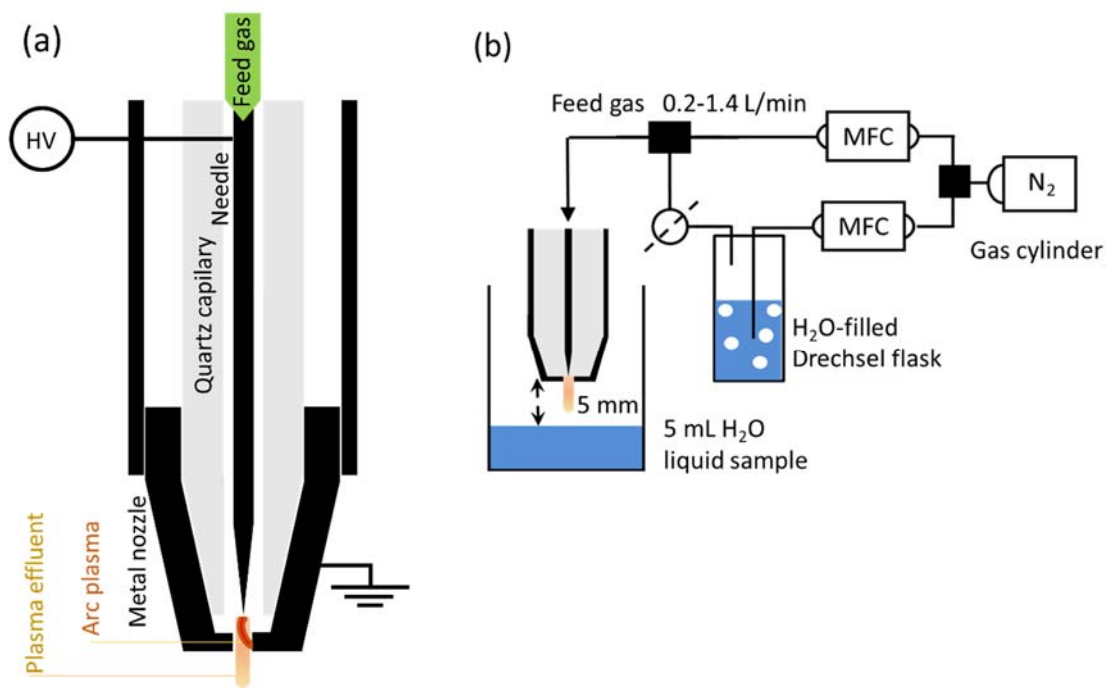 (a)
Feed gas
HV
Needle
Quartz capilary
Metal nozzle
Arc plasma
Plasma effluent
(b)
Feed gas 0.2-1.4 L/min
MFC
N₂
MFC
Gas cylinder
H₂O-filled
Drechsel flask
5 mm
5 mL H₂O
liquid sample